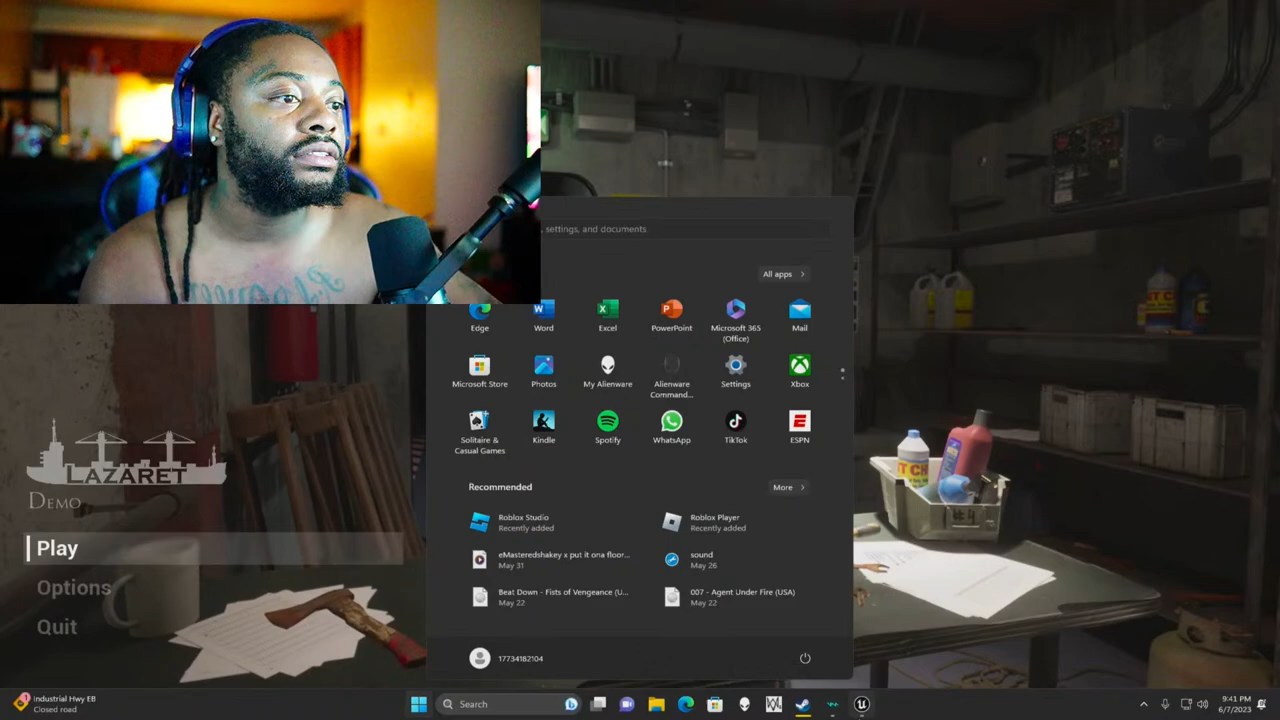 , settings, and documents
All apps
Edge
Word
Excel
PowerPoint
Microsoft 365
(Office)
Mail
Microsoft Store
Photos
My Alienware
Alienware
Command...
Settings
Xbox
Solitaire &
Casual Games
Kindle
Spotify
WhatsApp
TikTok
ESPN
LAZARET
DEMO
Recommended
More
Roblox Studio
Recently added
Roblox Player
Recently added
eMasteredshakey x put it ona floor...
May 31
sound
May 26
Beat Down - Fists of Vengeance (U...
May 22
007 - Agent Under Fire (USA)
May 22
Play
Options
Quit
17734182104
Industrial Hwy EB
Closed road
Search
9:41 PM
6/7/2023